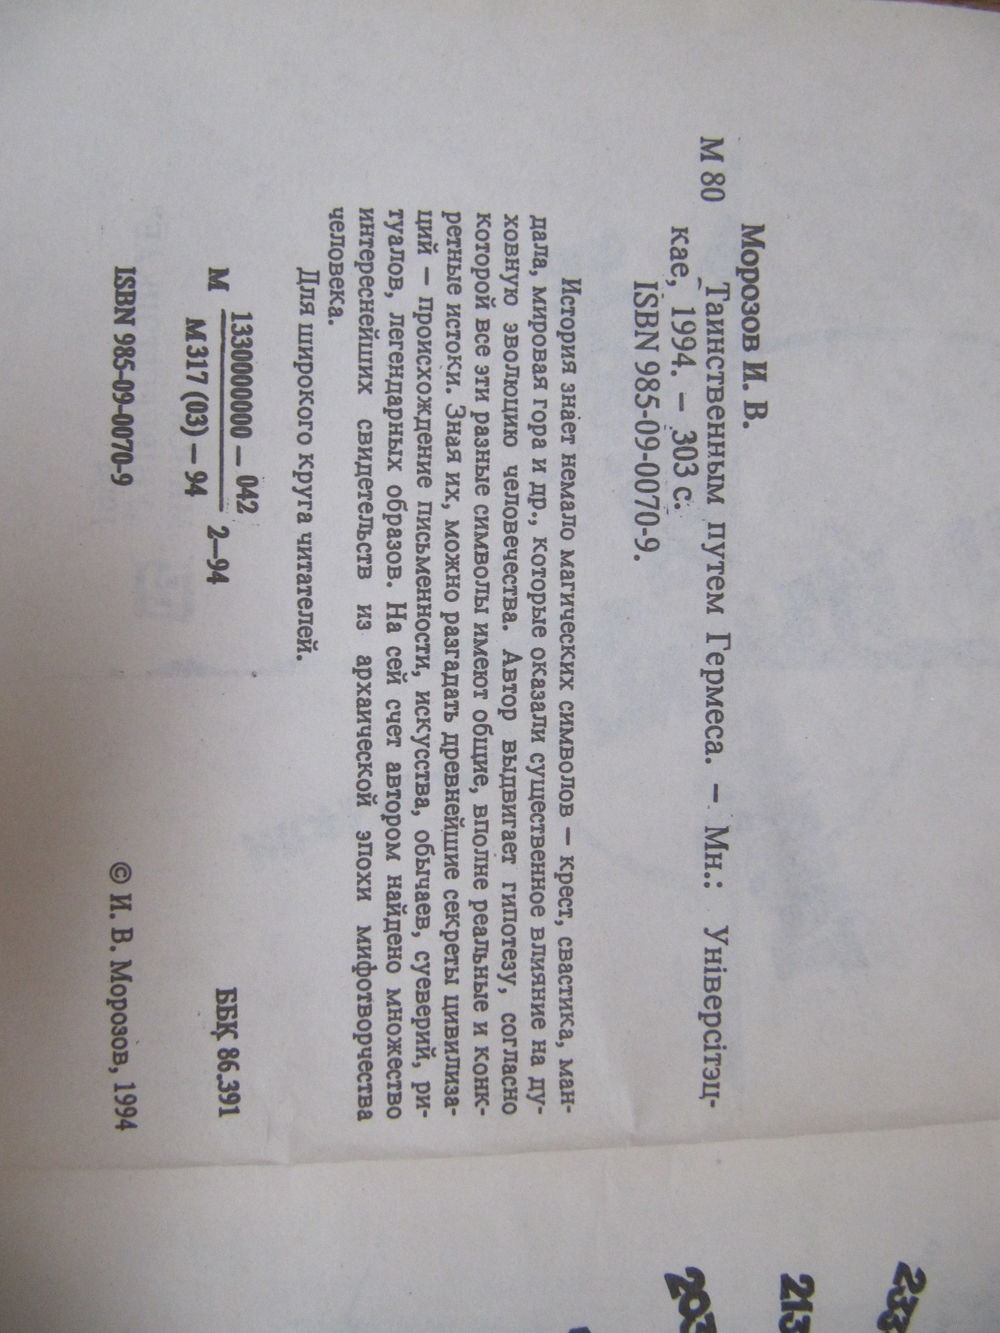 Морозов И. В.
М 80 Таинственным путем Гермеса. — Мн.: Універсітэц-
кае, 1994. — 303 с.
ISBN 985-09-0070-9.
История знает немало магических символов — крест, свастика, ман-
дала, мировая гора и др., которые оказали существенное влияние на ду-
ховную эволюцию человечества. Автор выдвигает гипотезу, согласно
которой все эти разные символы имеют общие, вполне реальные и конк-
ретные истоки. Зная их, можно разгадать древнейшие секреты цивилиза-
ций — происхождение письменности, искусства, обычаев, суеверий, ри-
туалов, легендарных образов. На сей счет автором найдено множество
интереснейших свидетельств из архаической эпохи мифотворчества
человека.
Для широкого круга читателей.
1330000000 — 042
М 2—94
М 317 (03) — 94
ББК 86.391
ISBN 985-09-0070-9
© И. В. Морозов, 1994
233
213
203